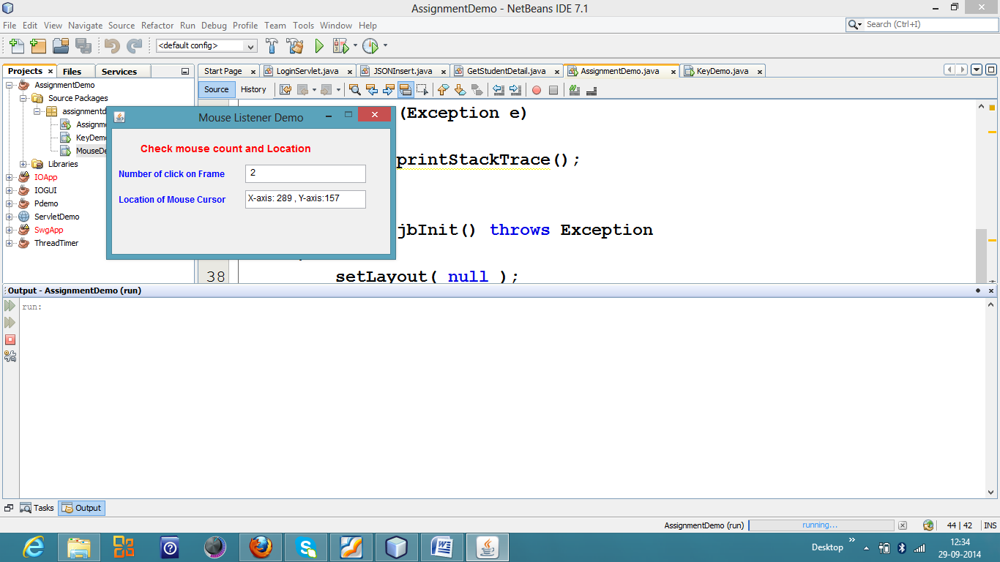 AssignmentDemo - NetBeans IDE 7.1
File Edit View Navigate Source Refactor Run Debug Profile Team Tools Window Help
Search (Ctrl+I)
<default config>
Projects Files Services
Start Page LoginServlet.java JSONInsert.java GetStudentDetail.java AssignmentDemo.java KeyDemo.java
Source History
AssignmentDemo
Source Packages
assignmentd
Assignm
KeyDemo
MouseDe
Libraries
IOApp
IOGUI
Pdemo
ServletDemo
SwgApp
ThreadTimer
Mouse Listener Demo
Check mouse count and Location
Number of click on Frame 2
Location of Mouse Cursor X-axis: 289 , Y-axis:157
(Exception e)
printStackTrace();
jbInit() throws Exception
38 setLayout( null );
Output - AssignmentDemo (run)
run:
Tasks Output
AssignmentDemo (run) running... 44 | 42 INS
Desktop
12:34
29-09-2014